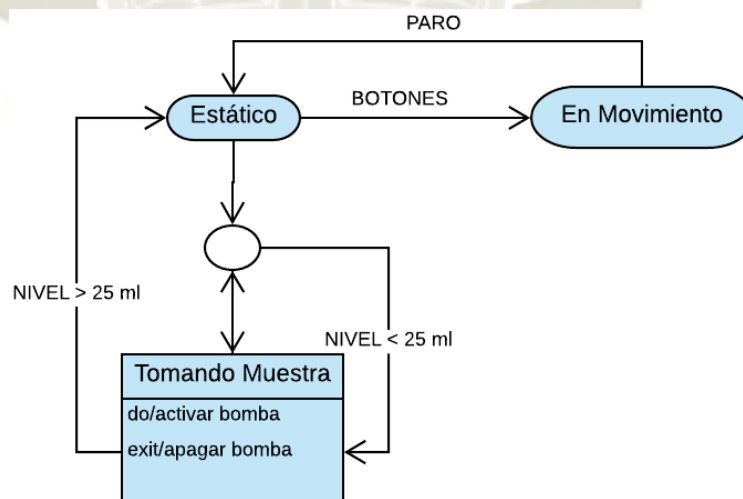 PARO
Estático
BOTONES
En Movimiento
NIVEL > 25 ml
NIVEL < 25 ml
Tomando Muestra
do/activar bomba
exit/apagar bomba